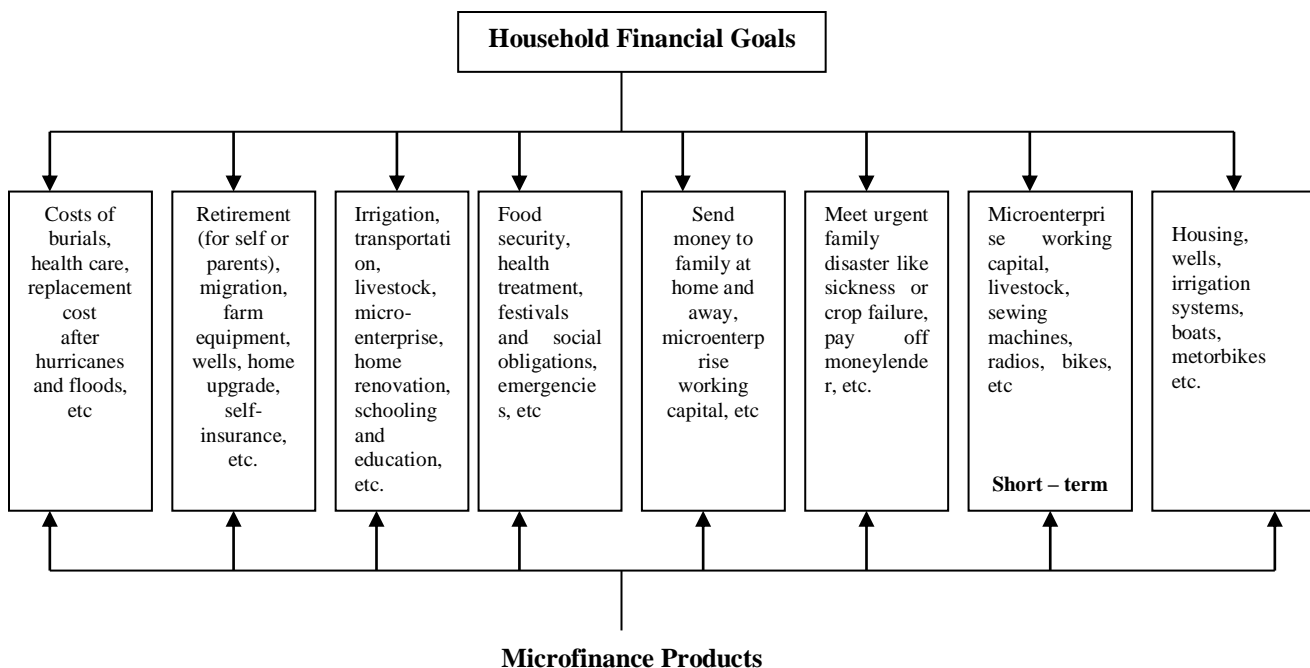 Household Financial Goals
Costs of
burials,
health care,
replacement
cost
after
hurricanes
and floods,
etc
Retirement
(for self or
parents),
migration,
farm
equipment,
wells, home
upgrade,
self-
insurance,
etc.
Irrigation,
transportati
on,
livestock,
micro-
enterprise,
home
renovation,
schooling
and
education,
etc.
Food
security,
health
treatment,
festivals
and social
obligations,
emergencie
s, etc
Send
money to
family at
home and
away,
microenterp
rise
working
capital, etc
Meet urgent
family
disaster like
sickness or
crop failure,
pay off
moneylende
r, etc.
Microenterpri
se working
capital,
livestock,
sewing
machines,
radios, bikes,
etc
Short – term
Housing,
wells,
irrigation
systems,
boats,
metorbikes
etc.
Microfinance Products